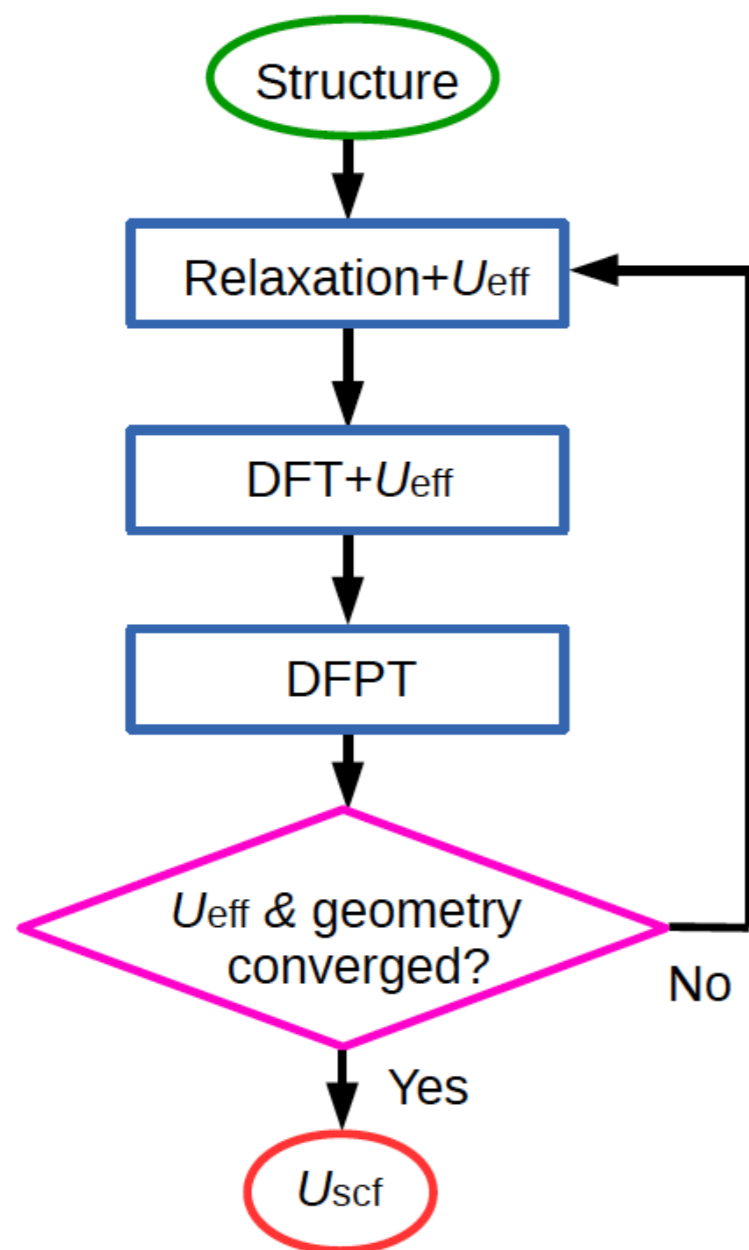 Structure
Relaxation+Ueff
DFT+Ueff
DFPT
Ueff & geometry
converged?
No
Yes
Uscf